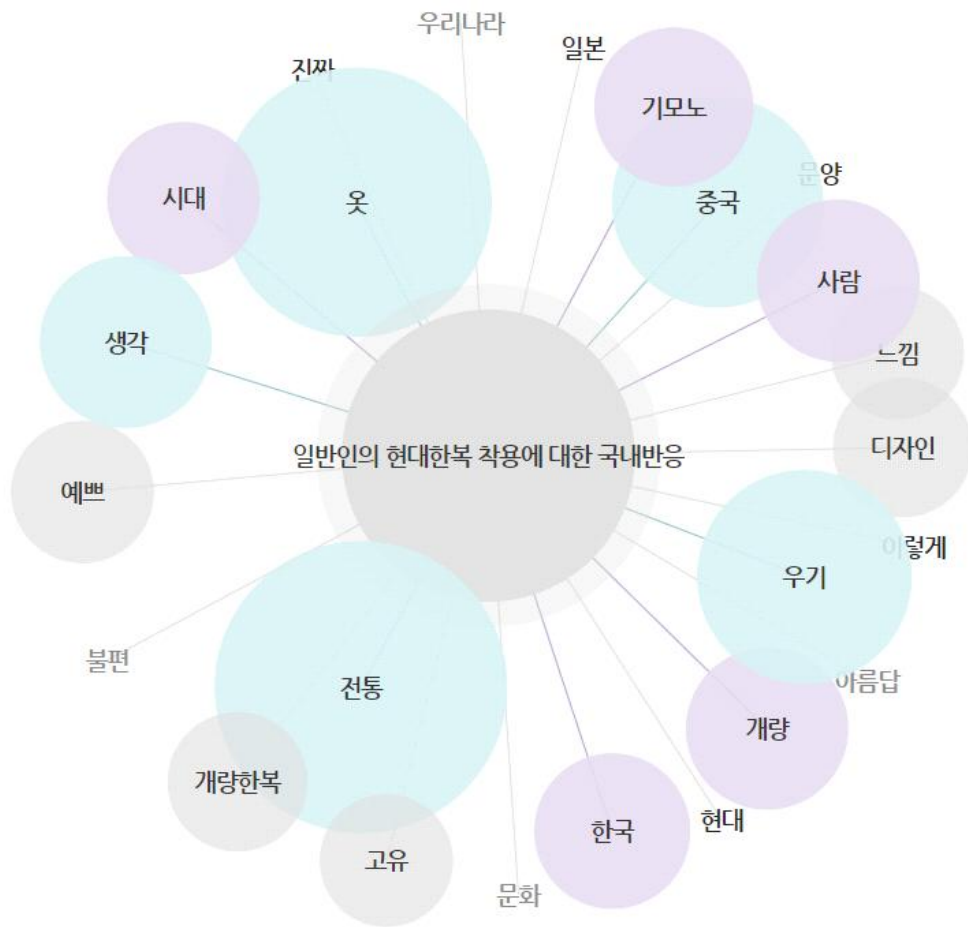 우리나라
일본
진짜
기모노
문양
시대
옷
중국
사람
생각
느낌
디자인
일반인의 현대한복 착용에 대한 국내반응
예쁘
이렇게
우기
불편
전통
아름답
개량
개량한복
현대
한국
고유
문화